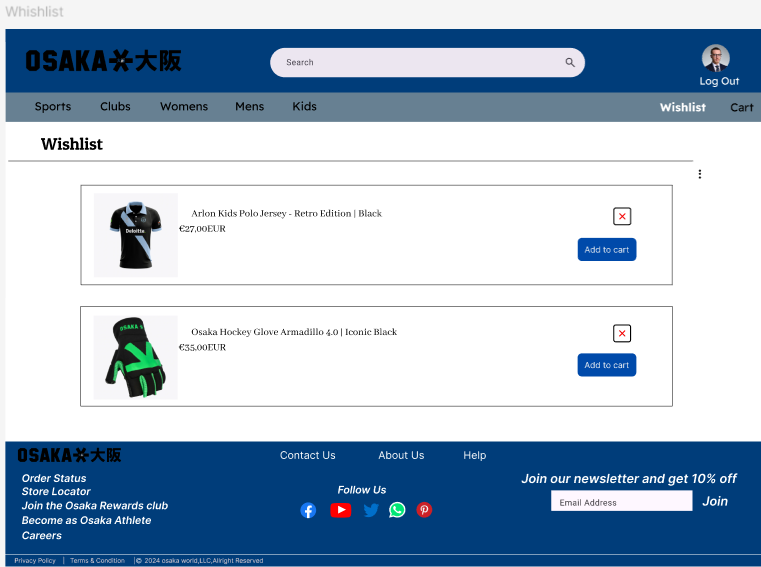 Whishlist
OSAKA 大阪
Search
Log Out
Sports Clubs Womens Mens Kids Wishlist Cart
Wishlist
Arlon Kids Polo Jersey - Retro Edition | Black
€27,00EUR
Deloitte
Add to cart
OSAKA
Osaka Hockey Glove Armadillo 4.0 | Iconic Black
€35,00EUR
Add to cart
OSAKA 大阪
Contact Us About Us Help
Order Status
Store Locator
Join the Osaka Rewards club
Become as Osaka Athlete
Careers
Follow Us
Join our newsletter and get 10% off
Email Address Join
Privacy Policy | Terms & Condition |© 2024 osaka world,LLC,Allright Reserved